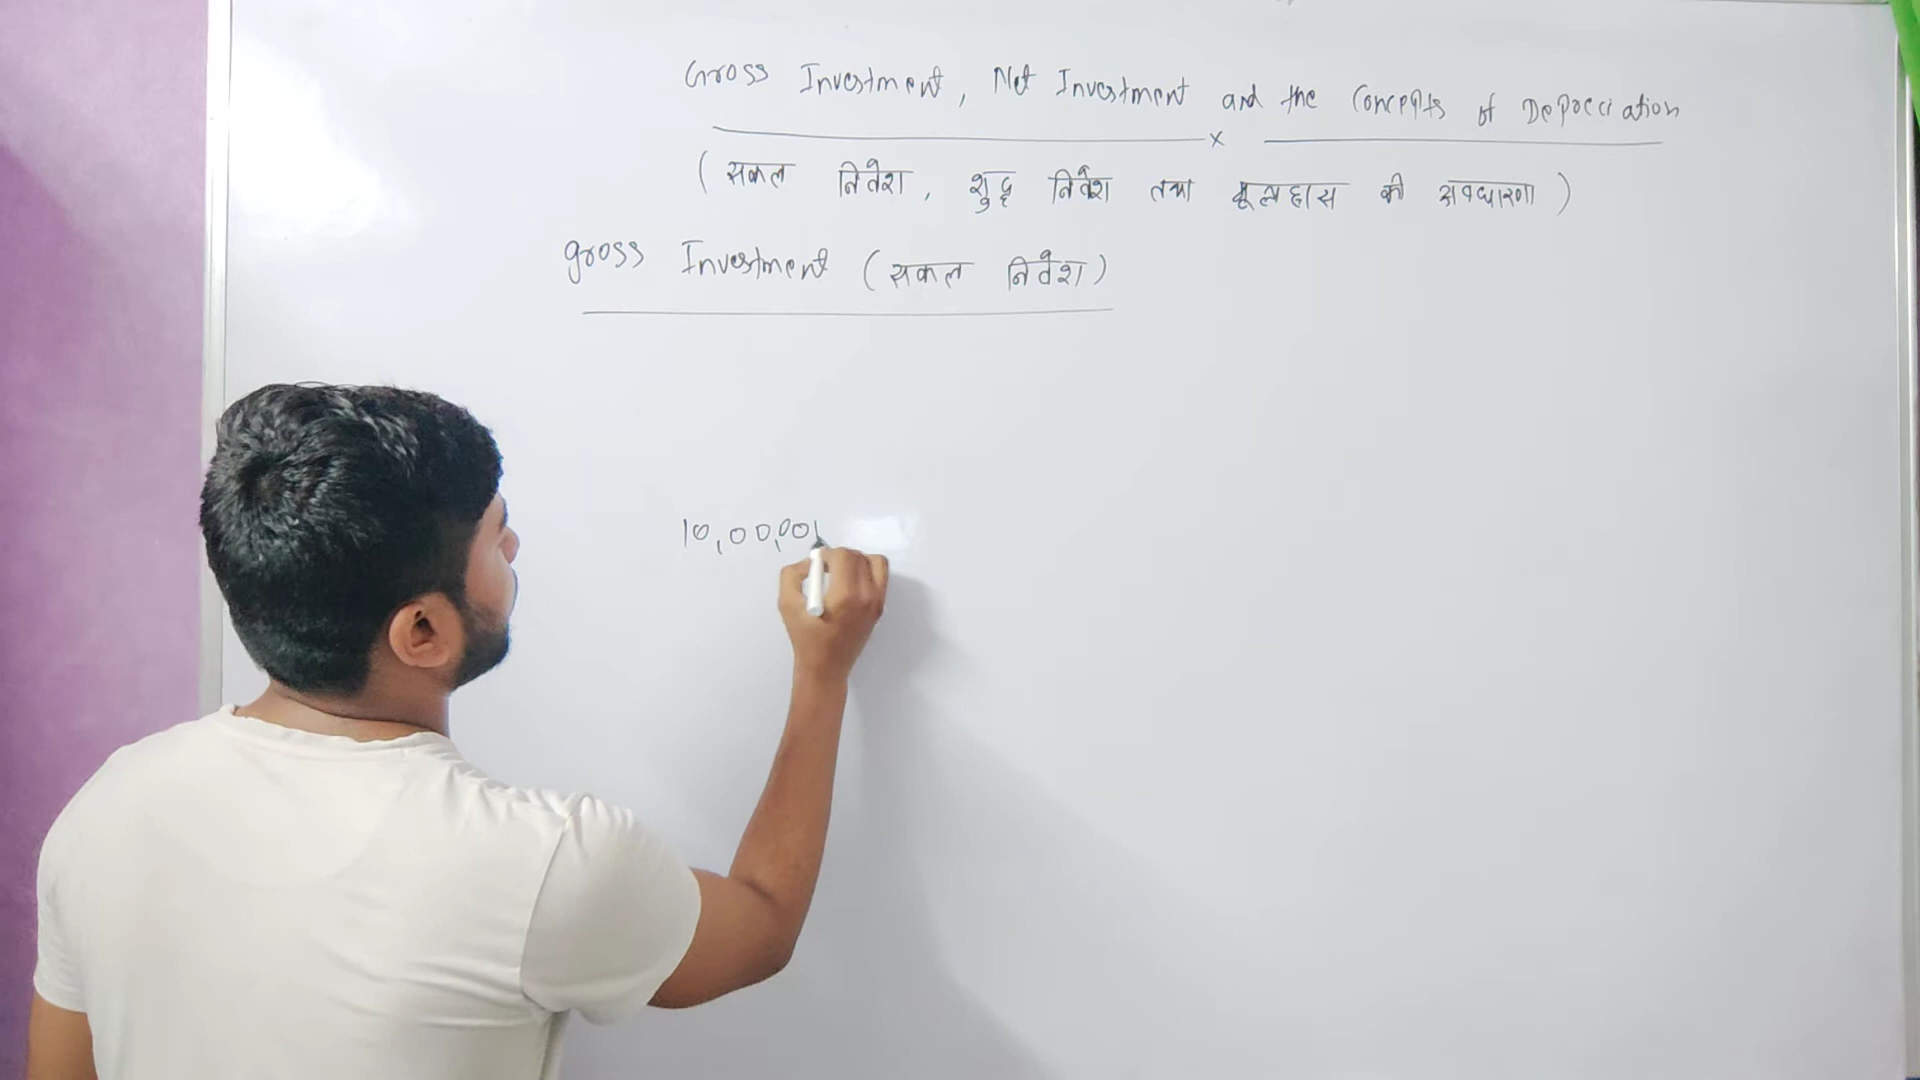 Gross Investment, Net Investment and the Concepts of Depreciation
(सकल निवेश, शुद्ध निवेश तथा मूल्यह्रास की अवधारणा)
gross Investment (सकल निवेश)
10,00,00